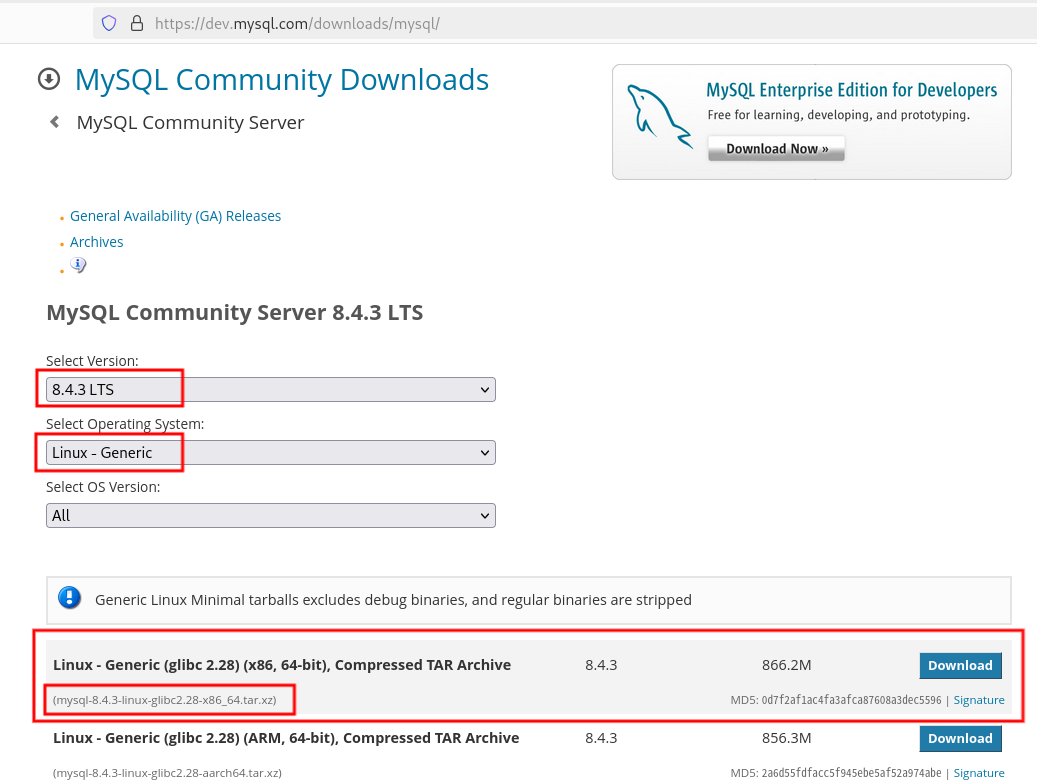 https://dev.mysql.com/downloads/mysql/
MySQL Community Downloads
MySQL Community Server
MySQL Enterprise Edition for Developers
Free for learning, developing, and prototyping.
Download Now »
General Availability (GA) Releases
Archives
MySQL Community Server 8.4.3 LTS
Select Version:
8.4.3 LTS
Select Operating System:
Linux - Generic
Select OS Version:
All
Generic Linux Minimal tarballs excludes debug binaries, and regular binaries are stripped
Linux - Generic (glibc 2.28) (x86, 64-bit), Compressed TAR Archive 8.4.3 866.2M Download
(mysql-8.4.3-linux-glibc2.28-x86_64.tar.xz) MD5: 0d7f2af1ac4fa3afca87608a3dec5596 | Signature
Linux - Generic (glibc 2.28) (ARM, 64-bit), Compressed TAR Archive 8.4.3 856.3M Download
(mysql-8.4.3-linux-glibc2.28-aarch64.tar.xz) MD5: 2a6d55fdfacc5f945ebe5af52a974abe | Signature